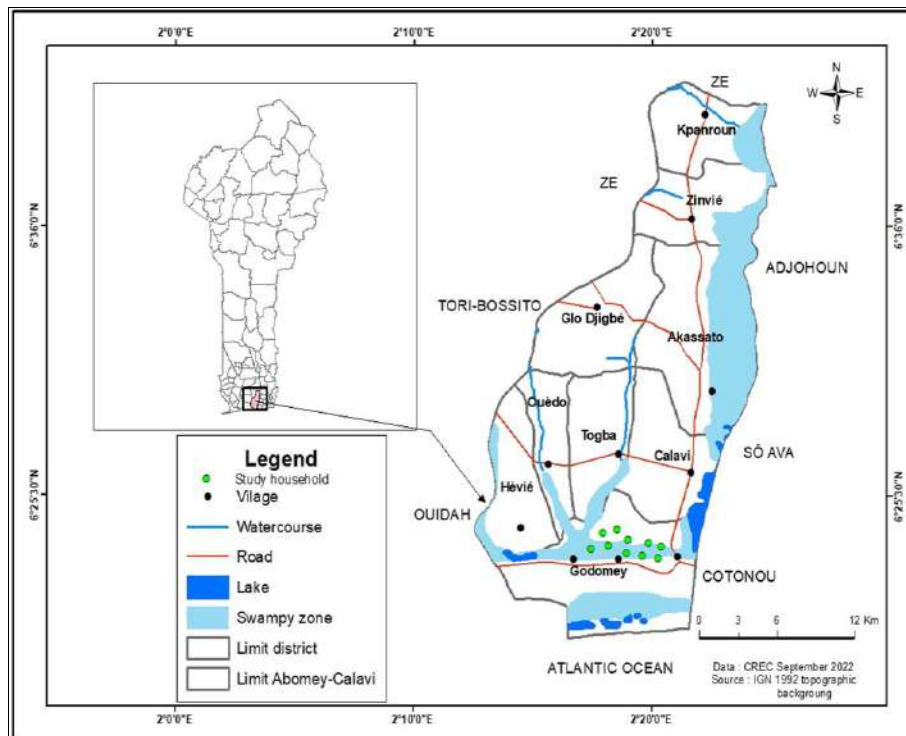 2°0'0"E
2°10'0"E
2°20'0"E
N
W E
S
ZE
Kpanroun
ZE
Zinvié
6°36'0"N
6°36'0"N
ADJOHOUN
TORI-BOSSITO
Glo Djigbé
Akassato
Ouèdo
Togba
Calavi
SÔ AVA
Hèvié
OUIDAH
6°25'30"N
6°25'30"N
Godomey
COTONOU
Legend
Study household
Vilage
Watercourse
Road
Lake
Swampy zone
Limit district
Limit Abomey-Calavi
0 3 6 12 Km
ATLANTIC OCEAN
Data : CREC September 2022
Source : IGN 1992 topographic
backgroung
2°0'0"E
2°10'0"E
2°20'0"E